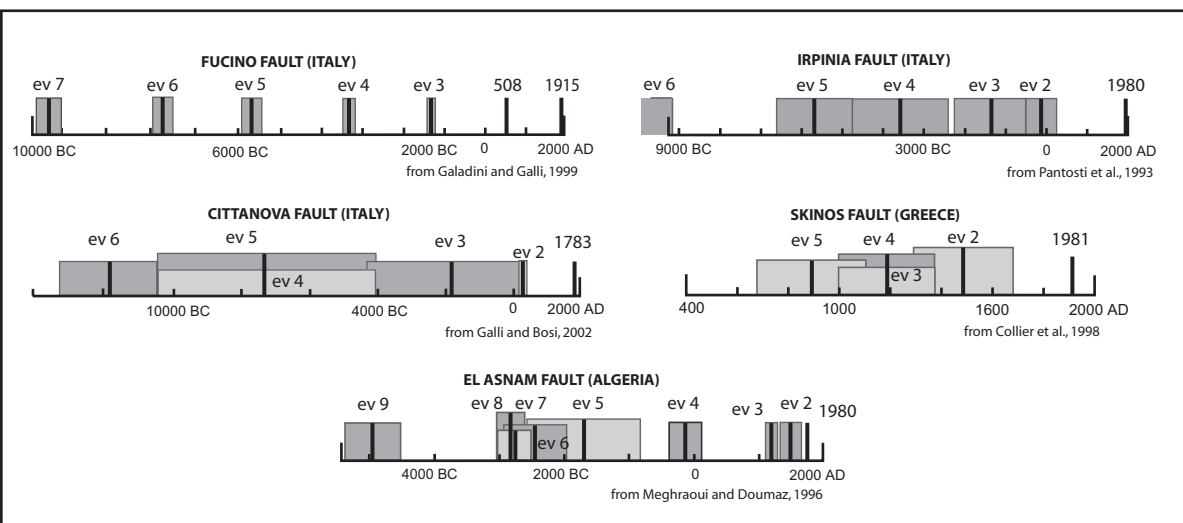 FUCINO FAULT (ITALY)
ev 7 ev 6 ev 5 ev 4 ev 3 508 1915
10000 BC 6000 BC 2000 BC 0 2000 AD
from Galadini and Galli, 1999
IRPINIA FAULT (ITALY)
ev 6 ev 5 ev 4 ev 3 ev 2 1980
9000 BC 3000 BC 0 2000 AD
from Pantosti et al., 1993
CITTANOVA FAULT (ITALY)
ev 6 ev 5 ev 3 ev 2 1783
ev 4
10000 BC 4000 BC 0 2000 AD
from Galli and Bosi, 2002
SKINOS FAULT (GREECE)
ev 5 ev 4 ev 2 1981
ev 3
400 1000 1600 2000 AD
from Collier et al., 1998
EL ASNAM FAULT (ALGERIA)
ev 9 ev 8 ev 7 ev 5 ev 4 ev 3 ev 2 1980
ev 6
4000 BC 2000 BC 0 2000 AD
from Meghraoui and Doumaz, 1996